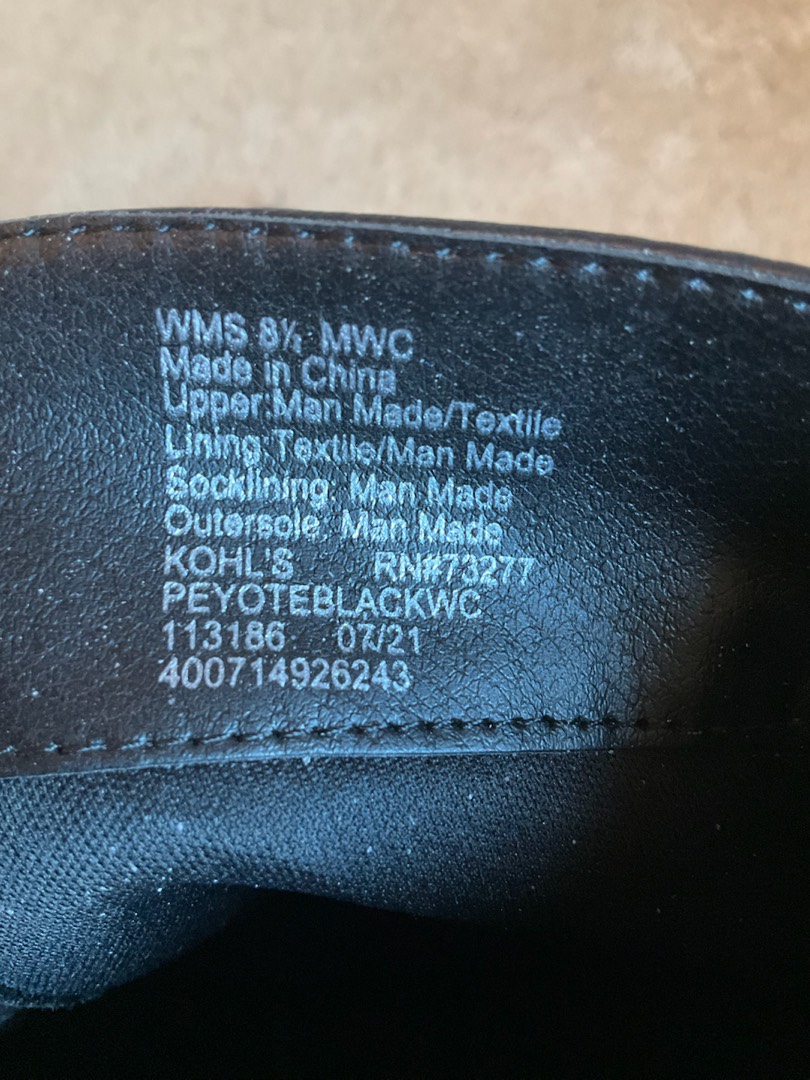 WMS 8½ MWC
Made in China
Upper:Man Made/Textile
Lining:Textile/Man Made
Socklining: Man Made
Outersole: Man Made
KOHL'S RN#73277
PEYOTEBLACKWC
113186 07/21
400714926243